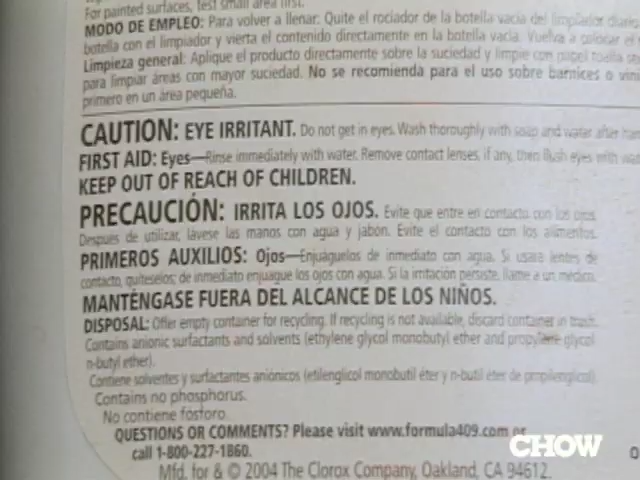 For painted surfaces, test small area first.
MODO DE EMPLEO: Para volver a llenar: Quite el rociador de la botella vacía del limpiador
botella con el limpiador y vierta el contenido directamente en la botella vacía. Vuelva a colocar el
Limpieza general: Aplique el producto directamente sobre la suciedad y limpie con papel toalla
para limpiar áreas con mayor suciedad. No se recomienda para el uso sobre barnices o
primero en un área pequeña.
CAUTION: EYE IRRITANT. Do not get in eyes. Wash thoroughly with soap and water after
FIRST AID: Eyes—Rinse immediately with water. Remove contact lenses, if any, then flush eyes with
KEEP OUT OF REACH OF CHILDREN.
PRECAUCIÓN: IRRITA LOS OJOS. Evite que entre en contacto con los ojos.
Después de utilizar, lávese las manos con agua y jabón. Evite el contacto con los alimentos.
PRIMEROS AUXILIOS: Ojos—Enjuáguelos de inmediato con agua. Si usara lentes de
contacto, quíteselos; de inmediato enjuague los ojos con agua. Si la irritación persiste, llame a un médico.
MANTÉNGASE FUERA DEL ALCANCE DE LOS NIÑOS.
DISPOSAL: Offer empty container for recycling. If recycling is not available, discard container in trash.
Contains anionic surfactants and solvents (ethylene glycol monobutyl ether and propylene glycol
n-butyl ether).
Contiene solventes y surfactantes aniónicos (etilenglicol monobutil éter y n-butil éter de propilenglicol).
Contains no phosphorus.
No contiene fósforo.
QUESTIONS OR COMMENTS? Please visit www.formula409.com or
call 1-800-227-1860.
Mfd. for & © 2004 The Clorox Company, Oakland, CA 94612.
CHOW